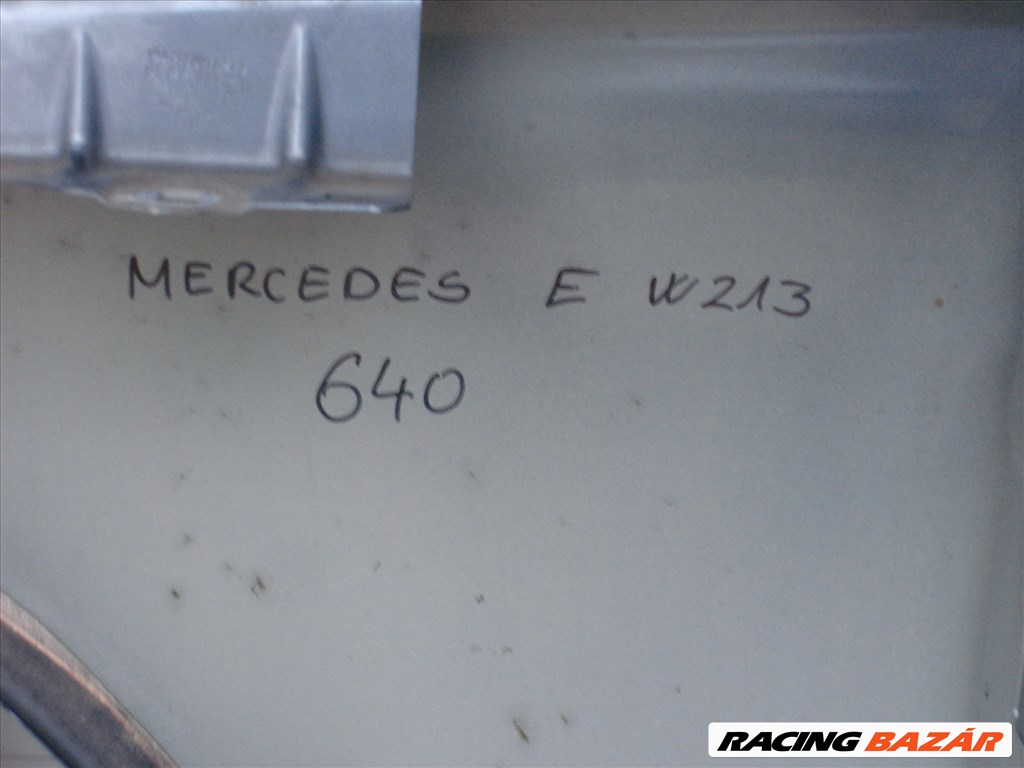 MERCEDES E W213
640
RACING BAZÁR